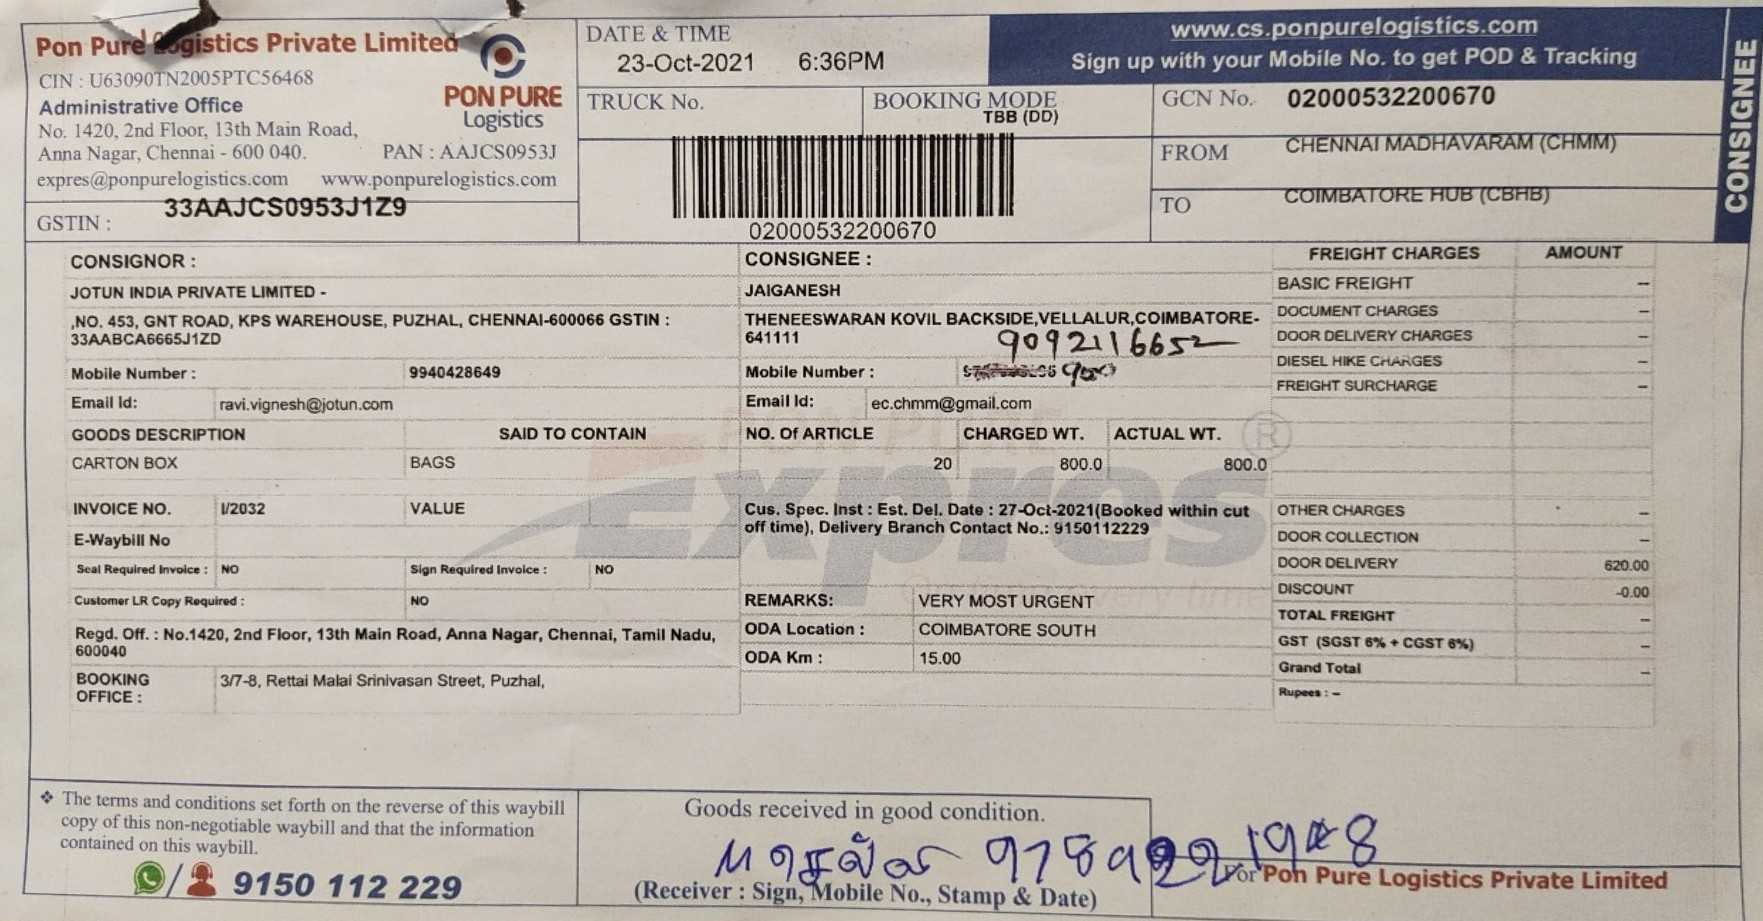 Pon Pure Logistics Private Limited
CIN : U63090TN2005PTC56468
Administrative Office
No. 1420, 2nd Floor, 13th Main Road,
Anna Nagar, Chennai - 600 040. PAN : AAJCS0953J
expres@ponpurelogistics.com www.ponpurelogistics.com
GSTIN : 33AAJCS0953J1Z9
PON PURE
Logistics
DATE & TIME
23-Oct-2021 6:36PM
www.cs.ponpurelogistics.com
Sign up with your Mobile No. to get POD & Tracking
CONSIGNEE
TRUCK No.
BOOKING MODE
TBB (DD)
GCN No. 02000532200670
FROM CHENNAI MADHAVARAM (CHMM)
TO COIMBATORE HUB (CBHB)
02000532200670
CONSIGNOR :
JOTUN INDIA PRIVATE LIMITED -
,NO. 453, GNT ROAD, KPS WAREHOUSE, PUZHAL, CHENNAI-600066 GSTIN :
33AABCA6665J1ZD
Mobile Number : 9940428649
Email Id: ravi.vignesh@jotun.com
CONSIGNEE :
JAIGANESH
THENEESWARAN KOVIL BACKSIDE,VELLALUR,COIMBATORE-
641111
9092116652
Mobile Number :
Email Id: ec.chmm@gmail.com
GOODS DESCRIPTION SAID TO CONTAIN NO. Of ARTICLE CHARGED WT. ACTUAL WT.
CARTON BOX BAGS 20 800.0 800.0
INVOICE NO. I/2032 VALUE
E-Waybill No
Seal Required Invoice : NO Sign Required Invoice : NO
Customer LR Copy Required : NO
Regd. Off. : No.1420, 2nd Floor, 13th Main Road, Anna Nagar, Chennai, Tamil Nadu,
600040
BOOKING OFFICE : 3/7-8, Rettai Malai Srinivasan Street, Puzhal,
Cus. Spec. Inst : Est. Del. Date : 27-Oct-2021(Booked within cut
off time), Delivery Branch Contact No.: 9150112229
REMARKS: VERY MOST URGENT
ODA Location : COIMBATORE SOUTH
ODA Km : 15.00
Expres
FREIGHT CHARGES AMOUNT
BASIC FREIGHT --
DOCUMENT CHARGES --
DOOR DELIVERY CHARGES --
DIESEL HIKE CHARGES --
FREIGHT SURCHARGE --
OTHER CHARGES --
DOOR COLLECTION --
DOOR DELIVERY 620.00
DISCOUNT -0.00
TOTAL FREIGHT --
GST (SGST 6% + CGST 6%) --
Grand Total --
Rupees : --
❖ The terms and conditions set forth on the reverse of this waybill
copy of this non-negotiable waybill and that the information
contained on this waybill.
9150 112 229
Goods received in good condition.
(Receiver : Sign, Mobile No., Stamp & Date)
For Pon Pure Logistics Private Limited